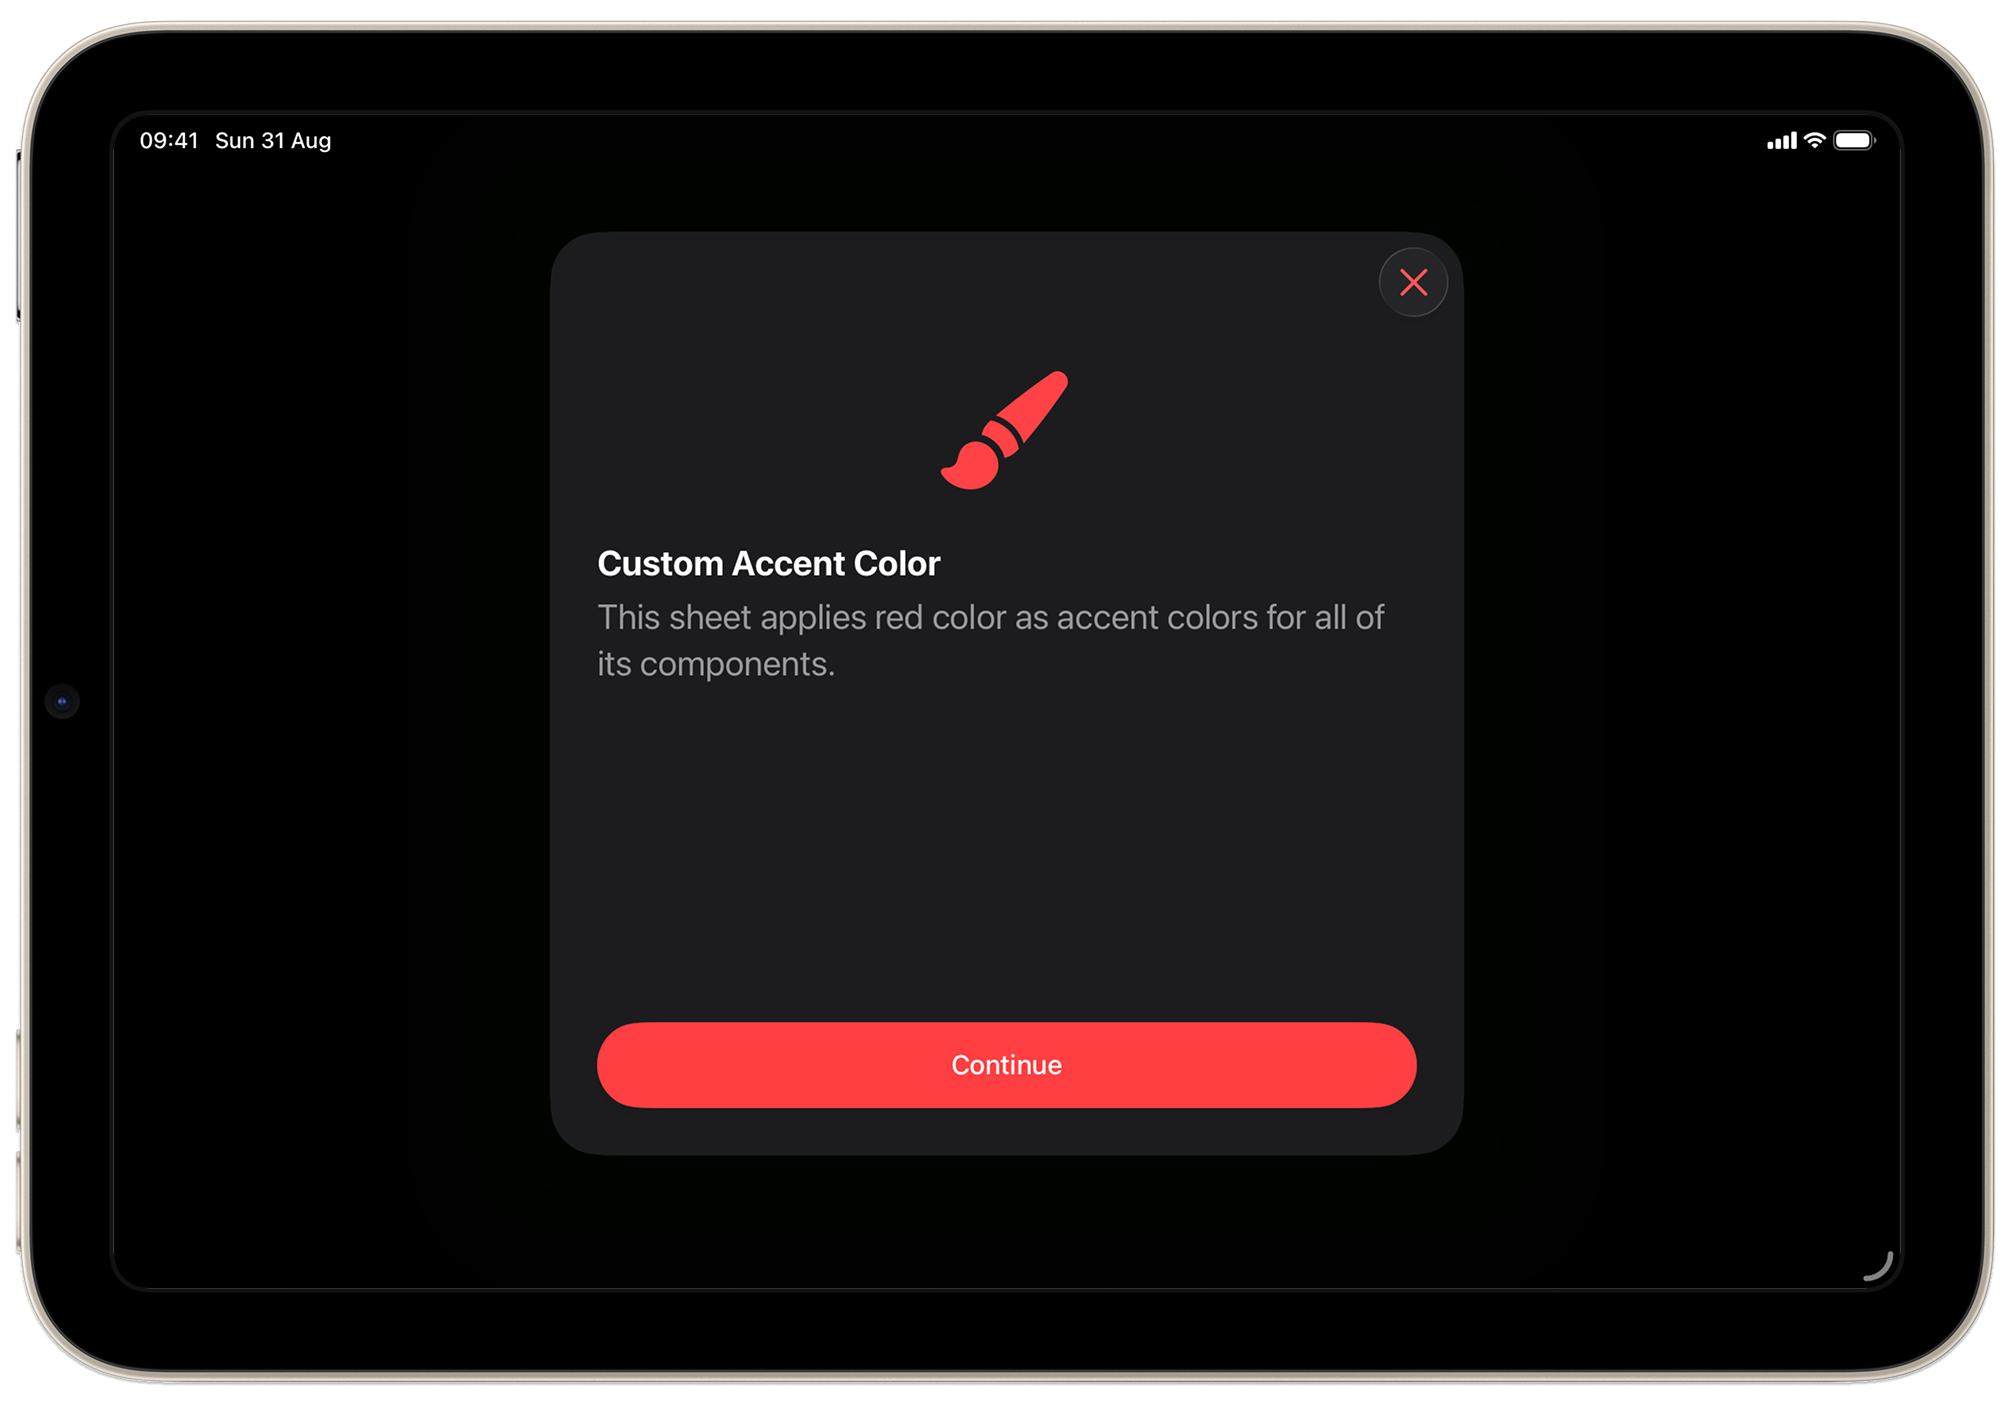 09:41 Sun 31 Aug
Custom Accent Color
This sheet applies red color as accent colors for all of
its components.
Continue